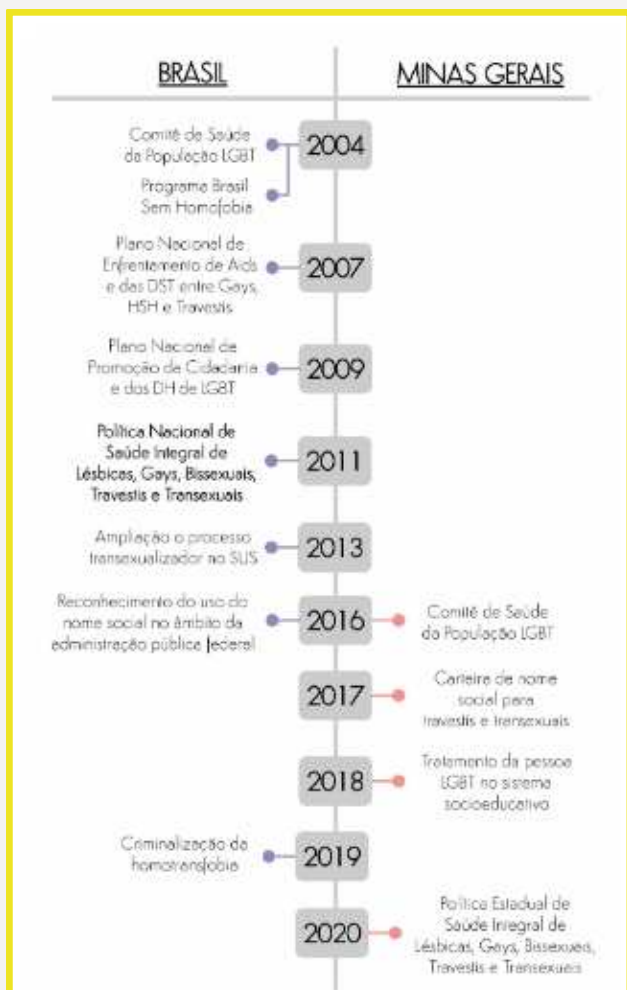 BRASIL
MINAS GERAIS
2004
Comitê de Saúde
da População LGBT
Programa Brasil
Sem Homofobia
2007
Plano Nacional de
Enfrentamento de Aids
e das DST entre Gays,
HSH e Travestis
2009
Plano Nacional de
Promoção de Cidadania
e dos DH de LGBT
2011
Política Nacional de
Saúde Integral de
Lésbicas, Gays, Bissexuais,
Travestis e Transexuais
2013
Ampliação o processo
transexualizador no SUS
2016
Reconhecimento do uso do
nome social no âmbito da
administração pública federal
Comitê de Saúde
da População LGBT
2017
Carteira de nome
social para
travestis e transexuais
2018
Tratamento da pessoa
LGBT no sistema
socioeducativo
2019
Criminalização da
homotransfobia
2020
Política Estadual de
Saúde Integral de
Lésbicas, Gays, Bissexuais,
Travestis e Transexuais